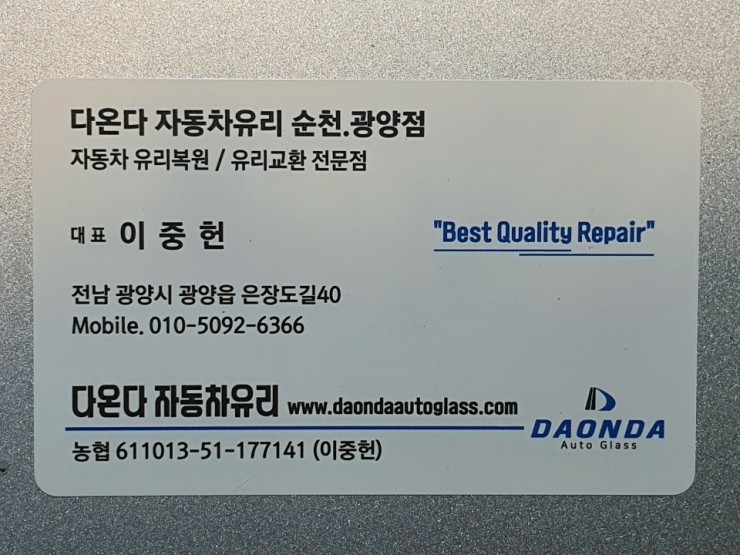 다온다 자동차유리 순천.광양점
자동차 유리복원 / 유리교환 전문점
대표 이 중 헌
"Best Quality Repair"
전남 광양시 광양읍 은장도길40
Mobile. 010-5092-6366
다온다 자동차유리 www.daondaautoglass.com
농협 611013-51-177141 (이중헌)
DAONDA
Auto Glass